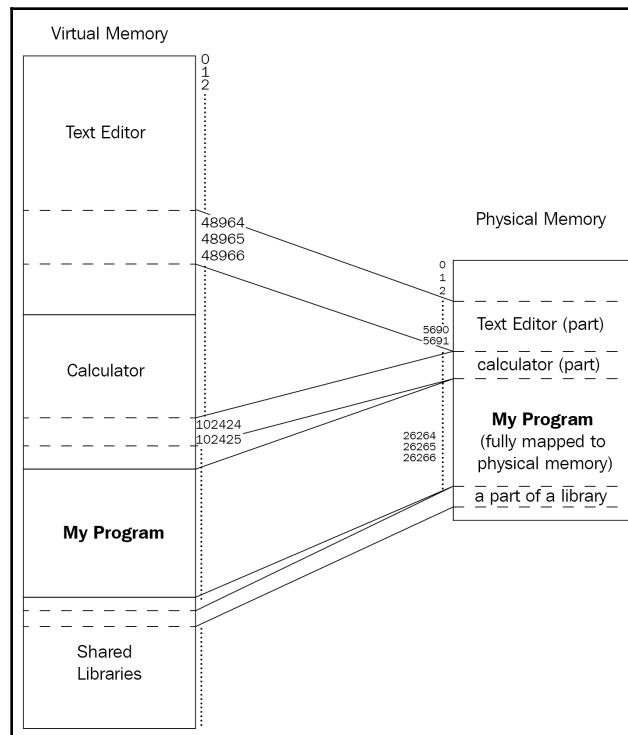 Virtual Memory
0
1
2
Text Editor
48964
48965
48966
Calculator
102424
102425
My Program
Shared
Libraries
Physical Memory
0
1
2
Text Editor (part)
5690
5691
calculator (part)
My Program
(fully mapped to
physical memory)
26264
26265
26266
a part of a library